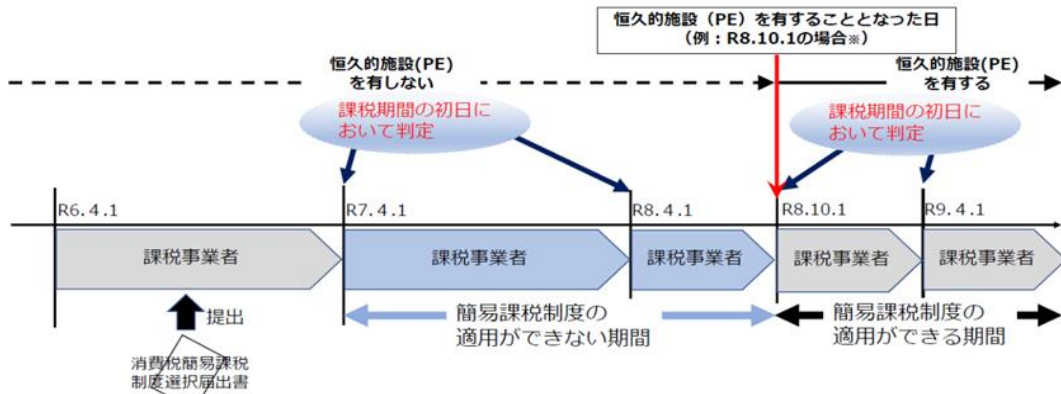 恒久的施設（PE）を有することとなった日
（例：R8.10.1の場合※）
恒久的施設(PE)
を有しない
恒久的施設(PE)
を有する
課税期間の初日に
おいて判定
課税期間の初日に
おいて判定
R6.4.1
R7.4.1
R8.4.1
R8.10.1
R9.4.1
課税事業者
課税事業者
課税事業者
課税事業者
課税事業者
提出
簡易課税制度の
適用ができない期間
簡易課税制度の
適用ができる期間
消費税簡易課税
制度選択届出書